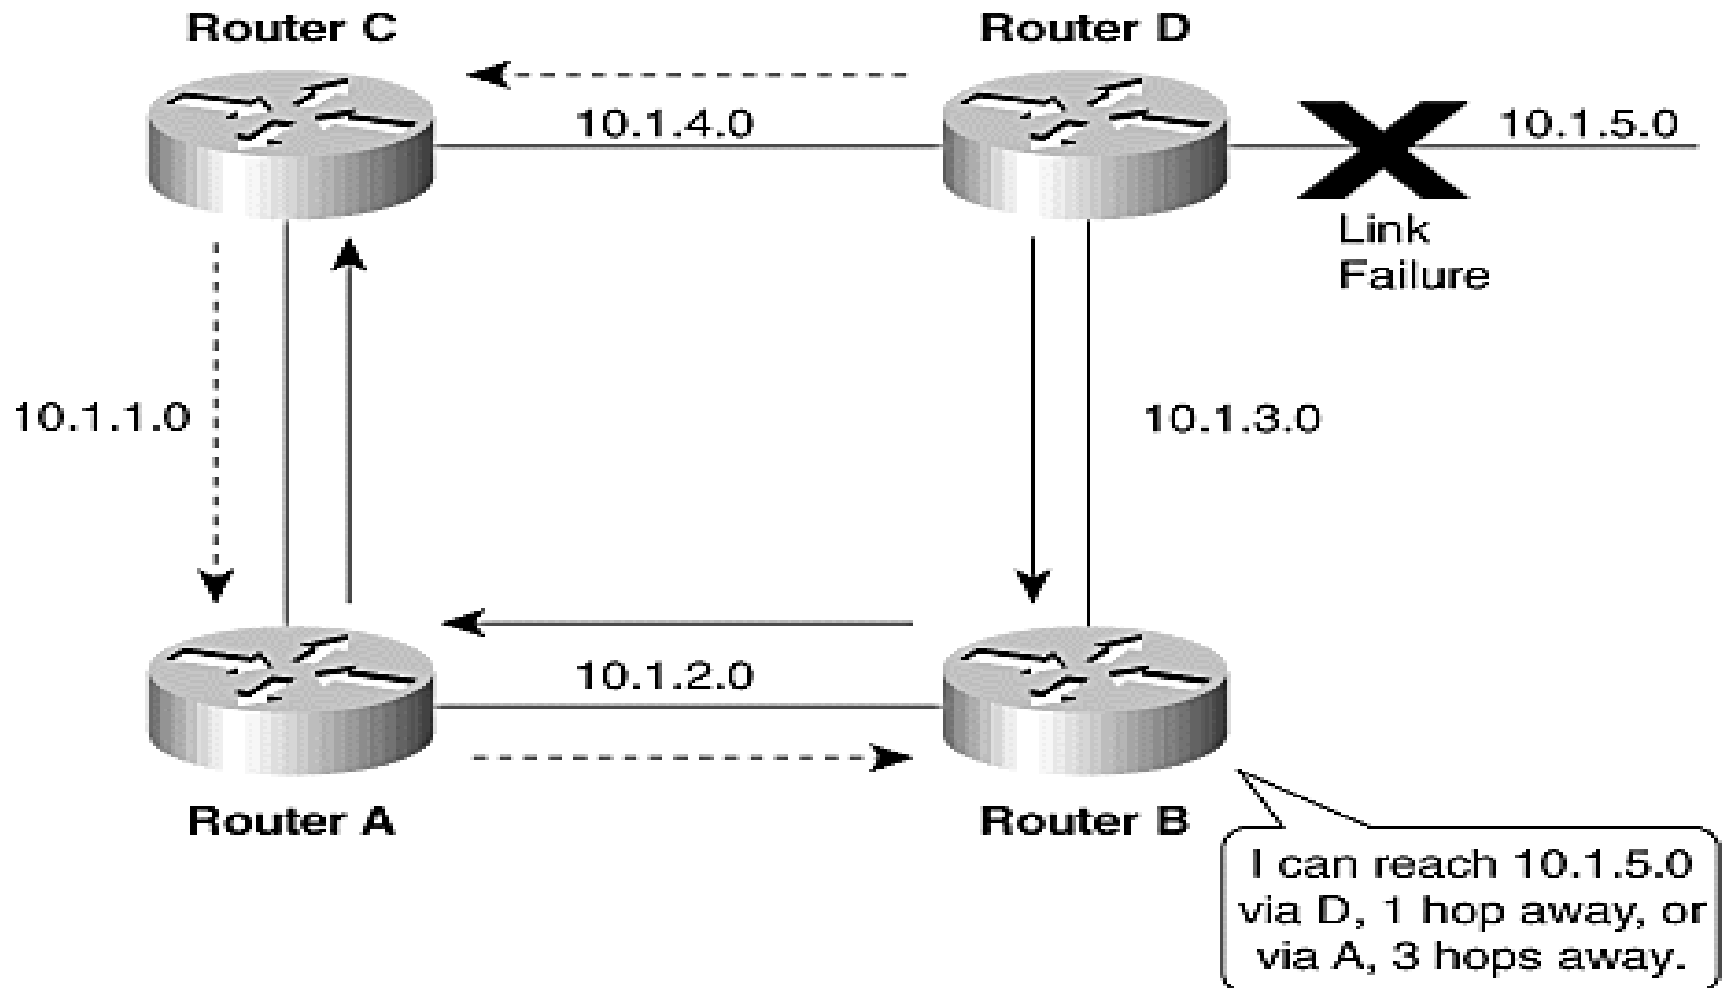 Router C
Router D
10.1.4.0
10.1.5.0
Link
Failure
10.1.1.0
10.1.3.0
10.1.2.0
Router A
Router B
I can reach 10.1.5.0
via D, 1 hop away, or
via A, 3 hops away.